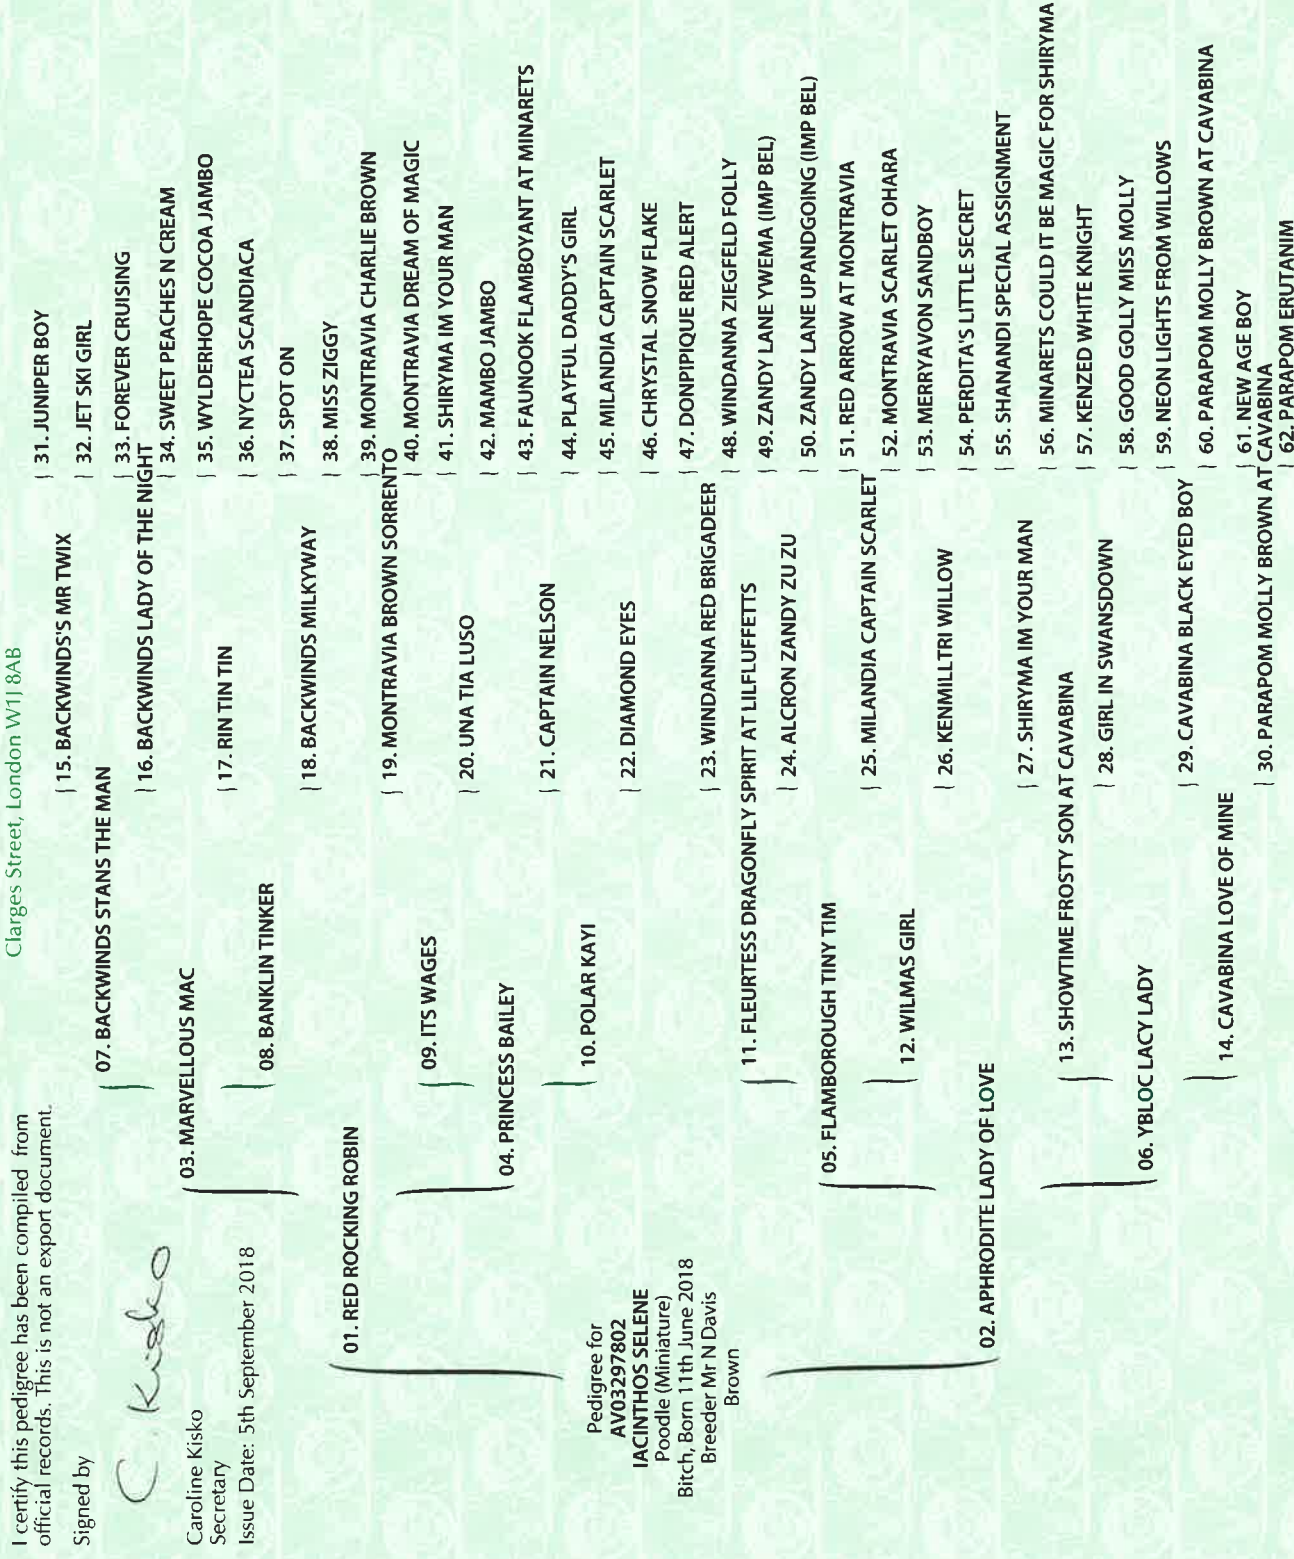 Clarges Street, London W1J 8AB
I certify this pedigree has been compiled from
official records. This is not an export document.
Signed by
C. Kisko
Caroline Kisko
Secretary
Issue Date: 5th September 2018
Pedigree for
AV03297802
IACINTHOS SELENE
Poodle (Miniature)
Bitch, Born 11th June 2018
Breeder Mr N Davis
Brown
01. RED ROCKING ROBIN
02. APHRODITE LADY OF LOVE
03. MARVELLOUS MAC
04. PRINCESS BAILEY
05. FLAMBOROUGH TINY TIM
06. YBLOC LACY LADY
07. BACKWINDS STANS THE MAN
08. BANKLIN TINKER
09. ITS WAGES
10. POLAR KAYI
11. FLEURTESS DRAGONFLY SPIRIT AT LILFLUFFETTS
12. WILMAS GIRL
13. SHOWTIME FROSTY SON AT CAVABINA
14. CAVABINA LOVE OF MINE
15. BACKWINDS'S MR TWIX
16. BACKWINDS LADY OF THE NIGHT
17. RIN TIN TIN
18. BACKWINDS MILKYWAY
19. MONTRAVIA BROWN SORRENTO
20. UNA TIA LUSO
21. CAPTAIN NELSON
22. DIAMOND EYES
23. WINDANNA RED BRIGADEER
24. ALCRON ZANDY ZU ZU
25. MILANDIA CAPTAIN SCARLET
26. KENMILLTRI WILLOW
27. SHIRYMA IM YOUR MAN
28. GIRL IN SWANSDOWN
29. CAVABINA BLACK EYED BOY
30. PARAPOM MOLLY BROWN AT CAVABINA
31. JUNIPER BOY
32. JET SKI GIRL
33. FOREVER CRUISING
34. SWEET PEACHES N CREAM
35. WYLDERHOPE COCOA JAMBO
36. NYCTEA SCANDIACA
37. SPOT ON
38. MISS ZIGGY
39. MONTRAVIA CHARLIE BROWN
40. MONTRAVIA DREAM OF MAGIC
41. SHIRYMA IM YOUR MAN
42. MAMBO JAMBO
43. FAUNOOK FLAMBOYANT AT MINARETS
44. PLAYFUL DADDY'S GIRL
45. MILANDIA CAPTAIN SCARLET
46. CHRYSTAL SNOW FLAKE
47. DONPIPIQUE RED ALERT
48. WINDANNA ZIEGFELD FOLLY
49. ZANDY LANE YWEMA (IMP BEL)
50. ZANDY LANE UPANDGOING (IMP BEL)
51. RED ARROW AT MONTRAVIA
52. MONTRAVIA SCARLET OHARA
53. MERRYAVON SANDBOY
54. PERDITA'S LITTLE SECRET
55. SHANANDI SPECIAL ASSIGNMENT
56. MINARETS COULD IT BE MAGIC FOR SHIRYMA
57. KENZED WHITE KNIGHT
58. GOOD GOLLY MISS MOLLY
59. NEON LIGHTS FROM WILLOWS
60. PARAPOM MOLLY BROWN AT CAVABINA
61. NEW AGE BOY
62. PARAPOM ERUTANIM